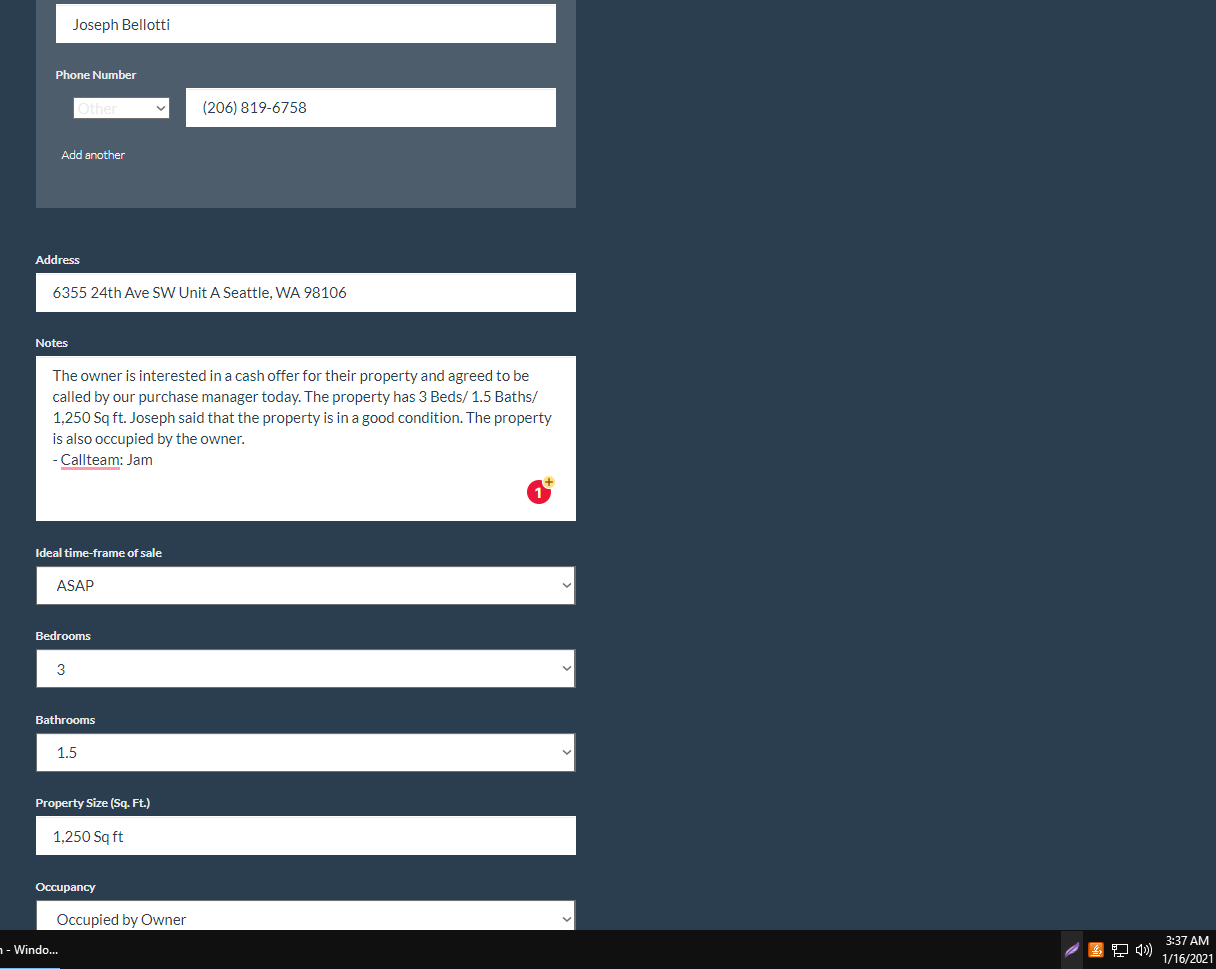 Joseph Bellotti
Phone Number
Other
(206) 819-6758
Add another
Address
6355 24th Ave SW Unit A Seattle, WA 98106
Notes
The owner is interested in a cash offer for their property and agreed to be
called by our purchase manager today. The property has 3 Beds/ 1.5 Baths/
1,250 Sq ft. Joseph said that the property is in a good condition. The property
is also occupied by the owner.
- Callteam: Jam
1
Ideal time-frame of sale
ASAP
Bedrooms
3
Bathrooms
1.5
Property Size (Sq. Ft.)
1,250 Sq ft
Occupancy
Occupied by Owner
- Windo...
3:37 AM
1/16/2021